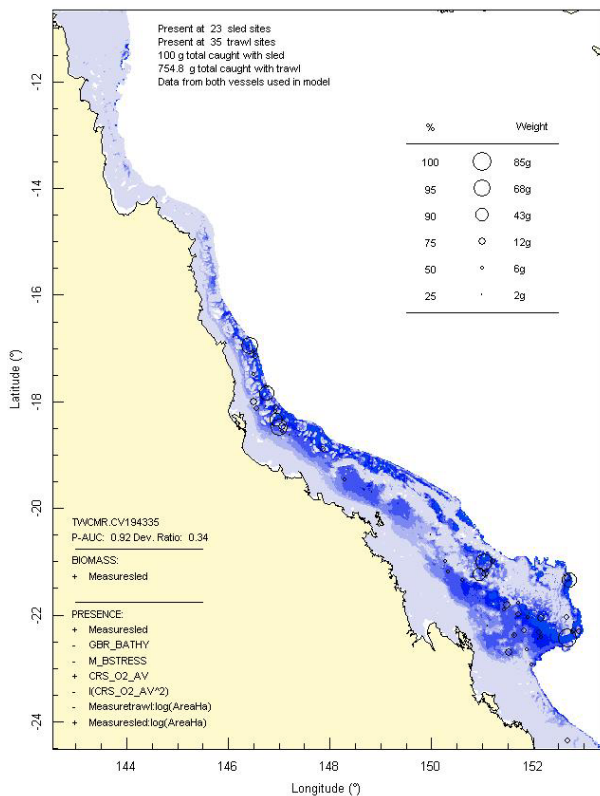 Present at 23 sled sites
Present at 35 trawl sites
100 g total caught with sled
754.8 g total caught with trawl
Data from both vessels used in model
% Weight
100 85g
95 68g
90 43g
75 12g
50 6g
25 2g
-12
-14
-16
-18
-20
-22
-24
Latitude (°)
TWCMR.CV194335
P-AUC: 0.92 Dev. Ratio: 0.34
BIOMASS:
+ Measuresled
PRESENCE:
+ Measuresled
- GBR_BATHY
- M_BSTRESS
+ CRS_O2_AV
- I(CRS_O2_AV^2)
- Measuretrawl:log(AreaHa)
+ Measuresled:log(AreaHa)
144 146 148 150 152
Longitude (°)